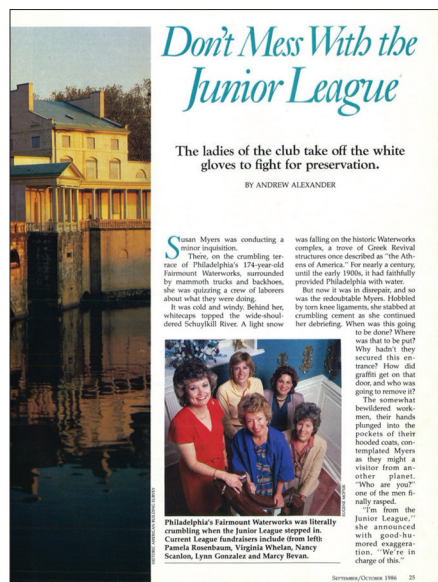 Don't Mess With the
Junior League
The ladies of the club take off the white
gloves to fight for preservation.
BY ANDREW ALEXANDER
Susan Myers was conducting a
minor inquisition.
There, on the crumbling ter-
race of Philadelphia's 174-year-old
Fairmount Waterworks, surrounded
by mammoth trucks and backhoes,
she was quizzing a crew of laborers
about what they were doing.
It was cold and windy. Behind her,
whitecaps topped the wide-shoul-
dered Schuylkill River. A light snow
was falling on the historic Waterworks
complex, a trove of Greek Revival
structures once described as "the Ath-
ens of America." For nearly a century,
until the early 1900s, it had faithfully
provided Philadelphia with water.
But now it was in disrepair, and so
was the redoubtable Myers. Hobbled
by torn knee ligaments, she stabbed at
crumbling cement as she continued
her debriefing. When was this going
to be done? Where
was that to be put?
Why hadn't they
secured this en-
trance? How did
graffiti get on that
door, and who was
going to remove it?
The somewhat
bewildered work-
men, their hands
plunged into the
pockets of their
hooded coats, con-
templated Myers
as they might a
visitor from an-
other planet.
"Who are you?"
one of the men fi-
nally rasped.
"I'm from the
Junior League,"
she announced
with good-hu-
mored exaggera-
tion. "We're in
charge of this."
HISTORIC AMERICAN BUILDING SURVEY
Philadelphia's Fairmount Waterworks was literally
crumbling when the Junior League stepped in.
Current League fundraisers include (from left):
Pamela Rosenbaum, Virginia Whelan, Nancy
Scanlon, Lynn Gonzalez and Marcy Bevan.
SEPTEMBER/OCTOBER 1986 25